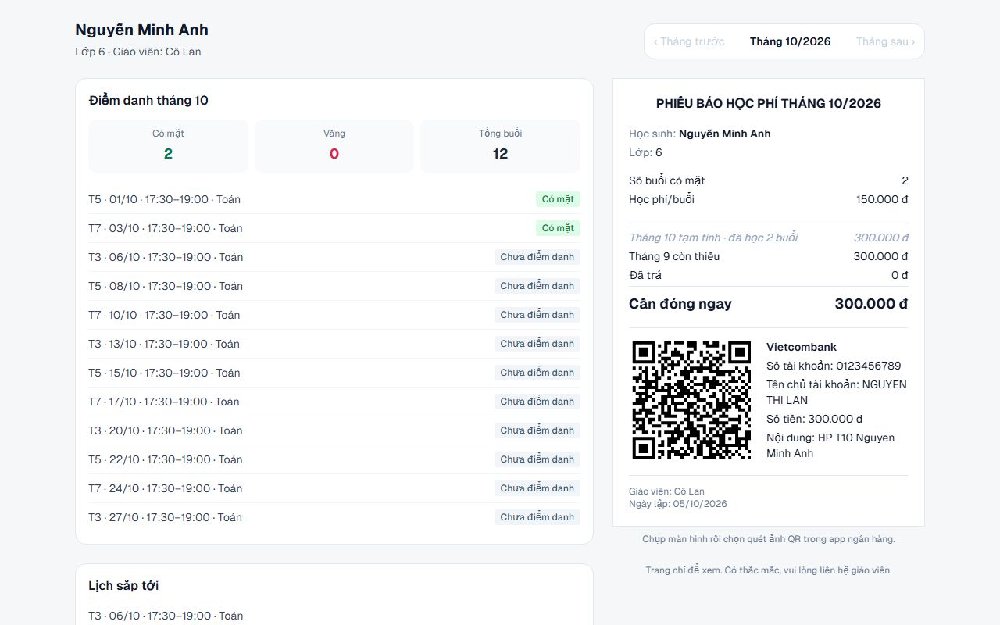 Nguyễn Minh Anh
Lớp 6 · Giáo viên: Cô Lan
‹ Tháng trước
Tháng 10/2026
Tháng sau ›
Điểm danh tháng 10
Có mặt
2
Vắng
0
Tổng buổi
12
T5 · 01/10 · 17:30–19:00 · Toán
Có mặt
T7 · 03/10 · 17:30–19:00 · Toán
Có mặt
T3 · 06/10 · 17:30–19:00 · Toán
Chưa điểm danh
T5 · 08/10 · 17:30–19:00 · Toán
Chưa điểm danh
T7 · 10/10 · 17:30–19:00 · Toán
Chưa điểm danh
T3 · 13/10 · 17:30–19:00 · Toán
Chưa điểm danh
T5 · 15/10 · 17:30–19:00 · Toán
Chưa điểm danh
T7 · 17/10 · 17:30–19:00 · Toán
Chưa điểm danh
T3 · 20/10 · 17:30–19:00 · Toán
Chưa điểm danh
T5 · 22/10 · 17:30–19:00 · Toán
Chưa điểm danh
T7 · 24/10 · 17:30–19:00 · Toán
Chưa điểm danh
T3 · 27/10 · 17:30–19:00 · Toán
Chưa điểm danh
Lịch sắp tới
T3 · 06/10 · 17:30–19:00 · Toán
PHIẾU BÁO HỌC PHÍ THÁNG 10/2026
Học sinh: Nguyễn Minh Anh
Lớp: 6
Số buổi có mặt 2
Học phí/buổi 150.000 đ
Tháng 10 tạm tính · đã học 2 buổi 300.000 đ
Tháng 9 còn thiếu 300.000 đ
Đã trả 0 đ
Cần đóng ngay 300.000 đ
Vietcombank
Số tài khoản: 0123456789
Tên chủ tài khoản: NGUYEN
THI LAN
Số tiền: 300.000 đ
Nội dung: HP T10 Nguyen
Minh Anh
Giáo viên: Cô Lan
Ngày lập: 05/10/2026
Chụp màn hình rồi chọn quét ảnh QR trong app ngân hàng.
Trang chỉ để xem. Có thắc mắc, vui lòng liên hệ giáo viên.